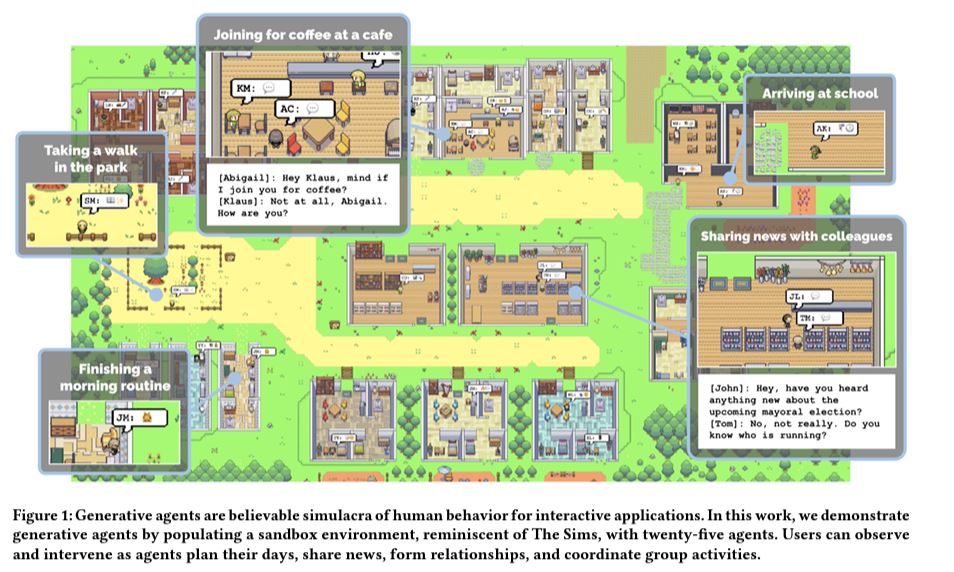 Joining for coffee at a cafe
KM:
AC:
[Abigail]: Hey Klaus, mind if
I join you for coffee?
[Klaus]: Not at all, Abigail.
How are you?
Arriving at school
AK:
Taking a walk
in the park
SM:
Sharing news with colleagues
JL:
TM:
[John]: Hey, have you heard
anything new about the
upcoming mayoral election?
[Tom]: No, not really. Do you
know who is running?
Finishing a
morning routine
JM:
Figure 1: Generative agents are believable simulacra of human behavior for interactive applications. In this work, we demonstrate
generative agents by populating a sandbox environment, reminiscent of The Sims, with twenty-five agents. Users can observe
and intervene as agents plan their days, share news, form relationships, and coordinate group activities.